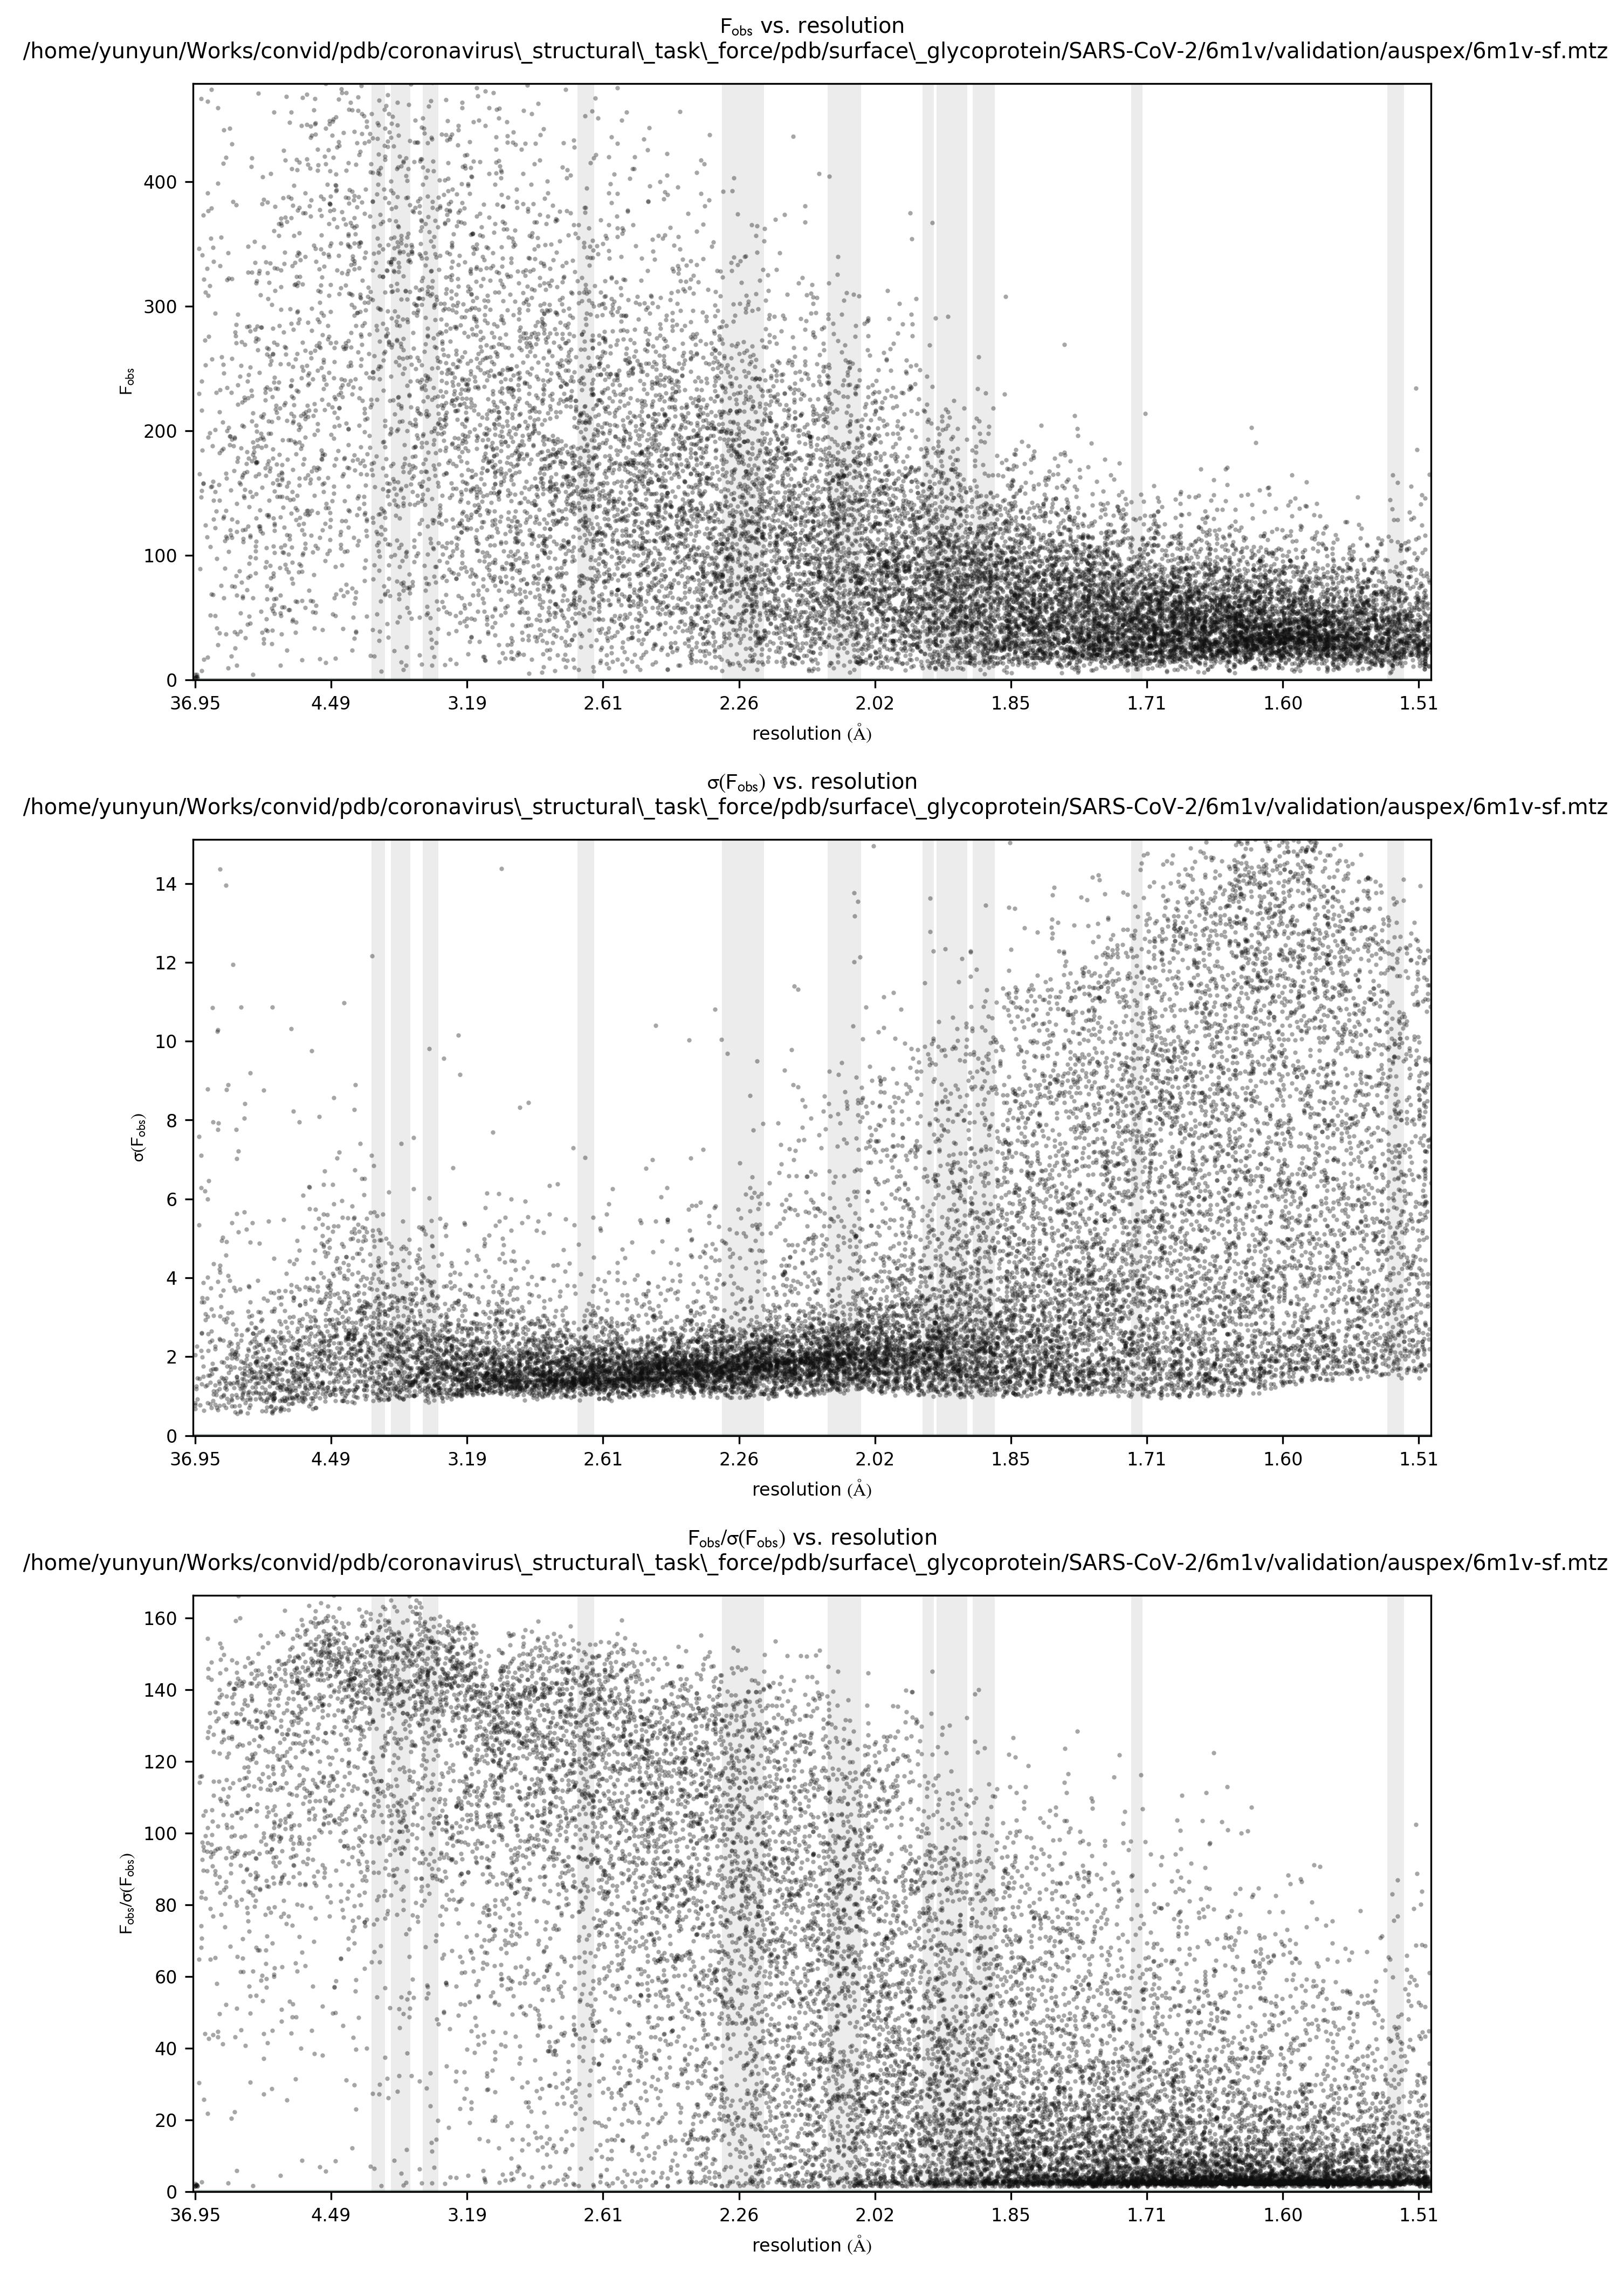 Fobs vs. resolution
/home/yunyun/Works/convid/pdb/coronavirus\_structural\_task\_force/pdb/surface\_glycoprotein/SARS-CoV-2/6m1v/validation/auspex/6m1v-sf.mtz
400
300
200
100
0
Fobs
36.95 4.49 3.19 2.61 2.26 2.02 1.85 1.71 1.60 1.51
resolution (Å)
σ(Fobs) vs. resolution
/home/yunyun/Works/convid/pdb/coronavirus\_structural\_task\_force/pdb/surface\_glycoprotein/SARS-CoV-2/6m1v/validation/auspex/6m1v-sf.mtz
14
12
10
8
6
4
2
0
σ(Fobs)
36.95 4.49 3.19 2.61 2.26 2.02 1.85 1.71 1.60 1.51
resolution (Å)
Fobs/σ(Fobs) vs. resolution
/home/yunyun/Works/convid/pdb/coronavirus\_structural\_task\_force/pdb/surface\_glycoprotein/SARS-CoV-2/6m1v/validation/auspex/6m1v-sf.mtz
160
140
120
100
80
60
40
20
0
Fobs/σ(Fobs)
36.95 4.49 3.19 2.61 2.26 2.02 1.85 1.71 1.60 1.51
resolution (Å)